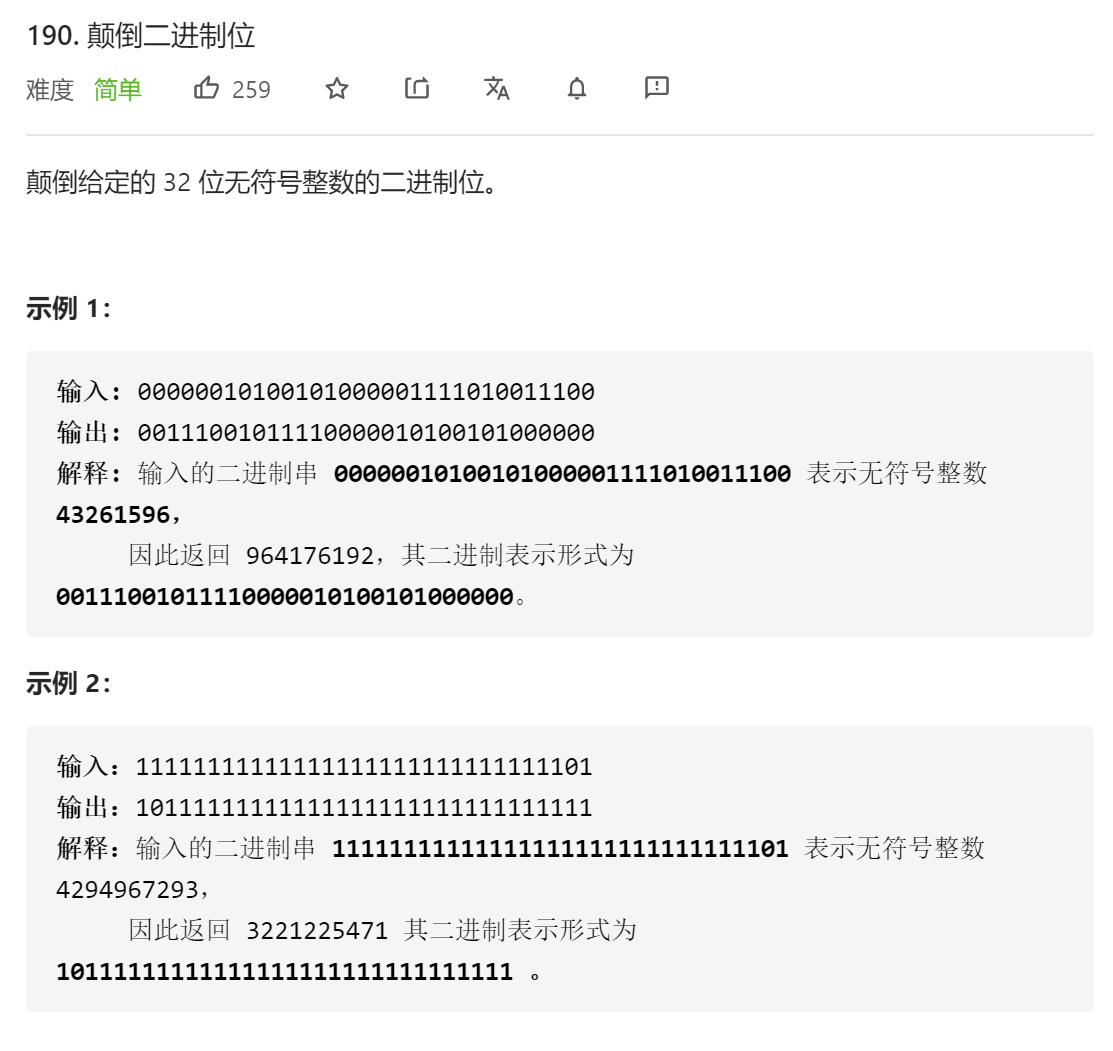 190. 颠倒二进制位
难度 简单 259
颠倒给定的 32 位无符号整数的二进制位。
示例 1：
输入：00000010100101000001111010011100
输出：00111001011110000010100101000000
解释：输入的二进制串 00000010100101000001111010011100 表示无符号整数
43261596，
因此返回 964176192，其二进制表示形式为
00111001011110000010100101000000。
示例 2：
输入：11111111111111111111111111111101
输出：10111111111111111111111111111111
解释：输入的二进制串 11111111111111111111111111111101 表示无符号整数
4294967293，
因此返回 3221225471 其二进制表示形式为
10111111111111111111111111111111 。